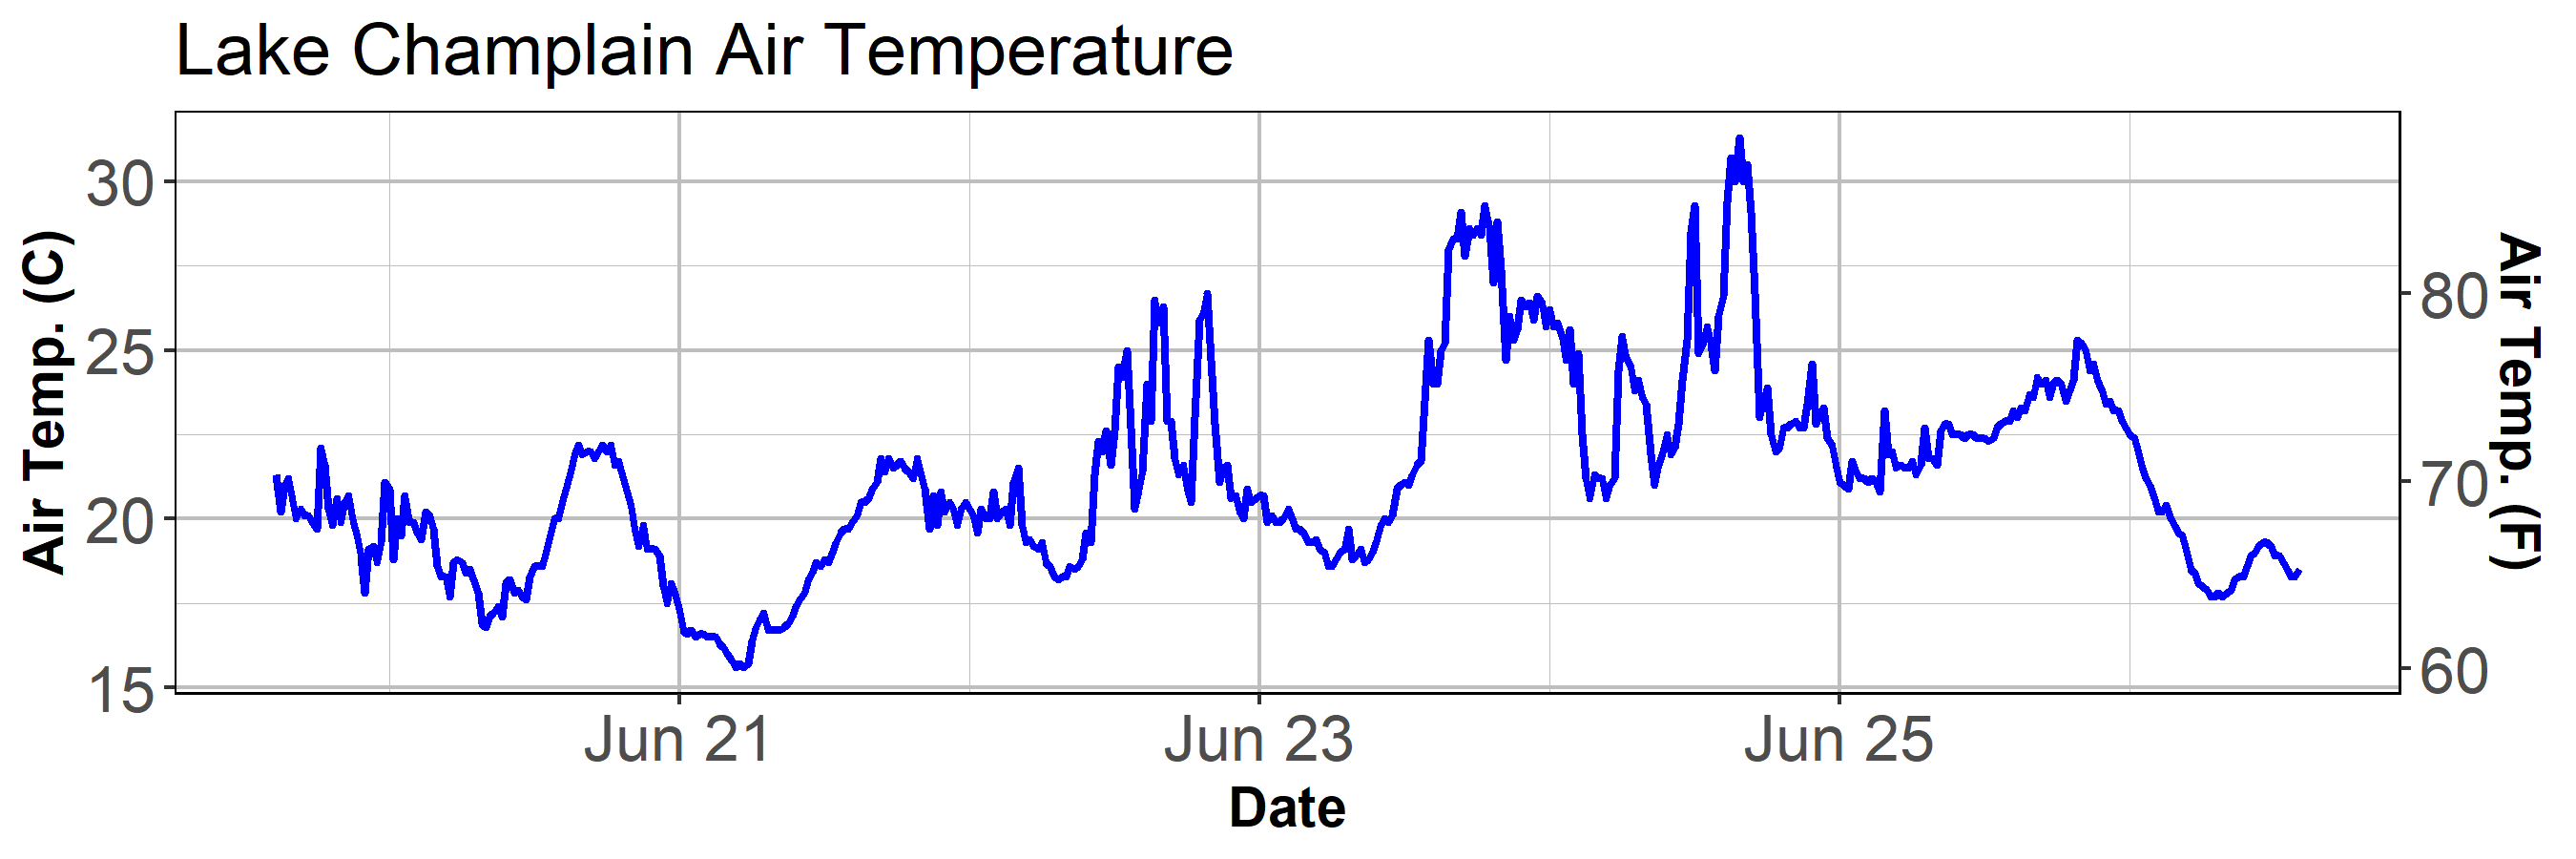 Lake Champlain Air Temperature
Air Temp. (C)
30
25
20
15
80
70
60
Air Temp. (F)
Jun 21
Jun 23
Jun 25
Date